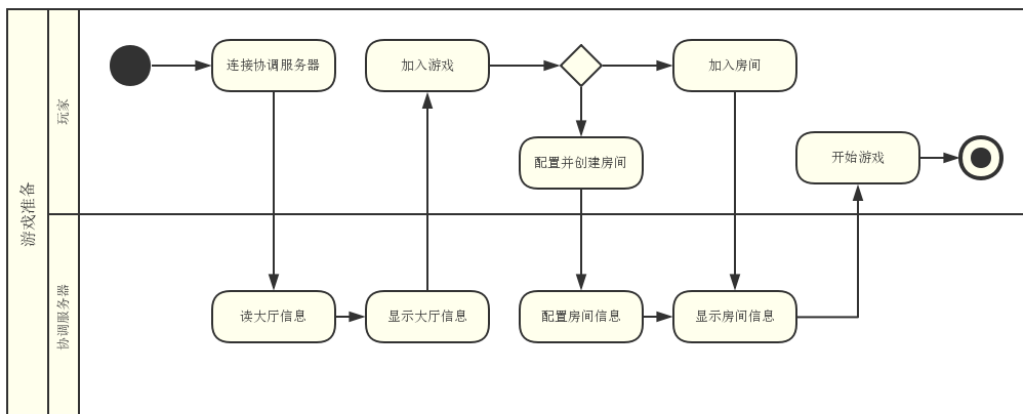 游戏准备
玩家
连接协调服务器
加入游戏
加入房间
配置并创建房间
开始游戏
协调服务器
读大厅信息
显示大厅信息
配置房间信息
显示房间信息